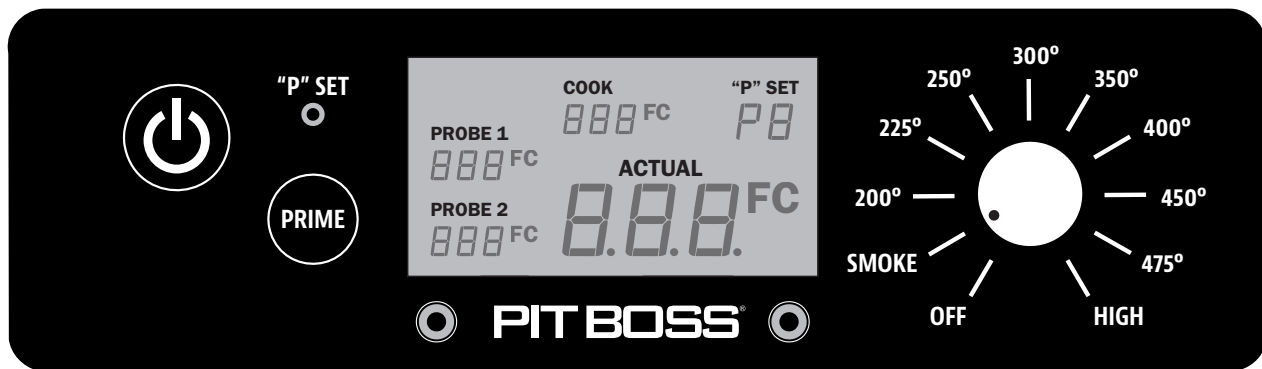 "P" SET
PRIME
COOK
888 FC
"P" SET
P8
PROBE 1
888 FC
ACTUAL
8.8.8. FC
PROBE 2
888 FC
PIT BOSS®
OFF
SMOKE
200º
225º
250º
300º
350º
400º
450º
475º
HIGH